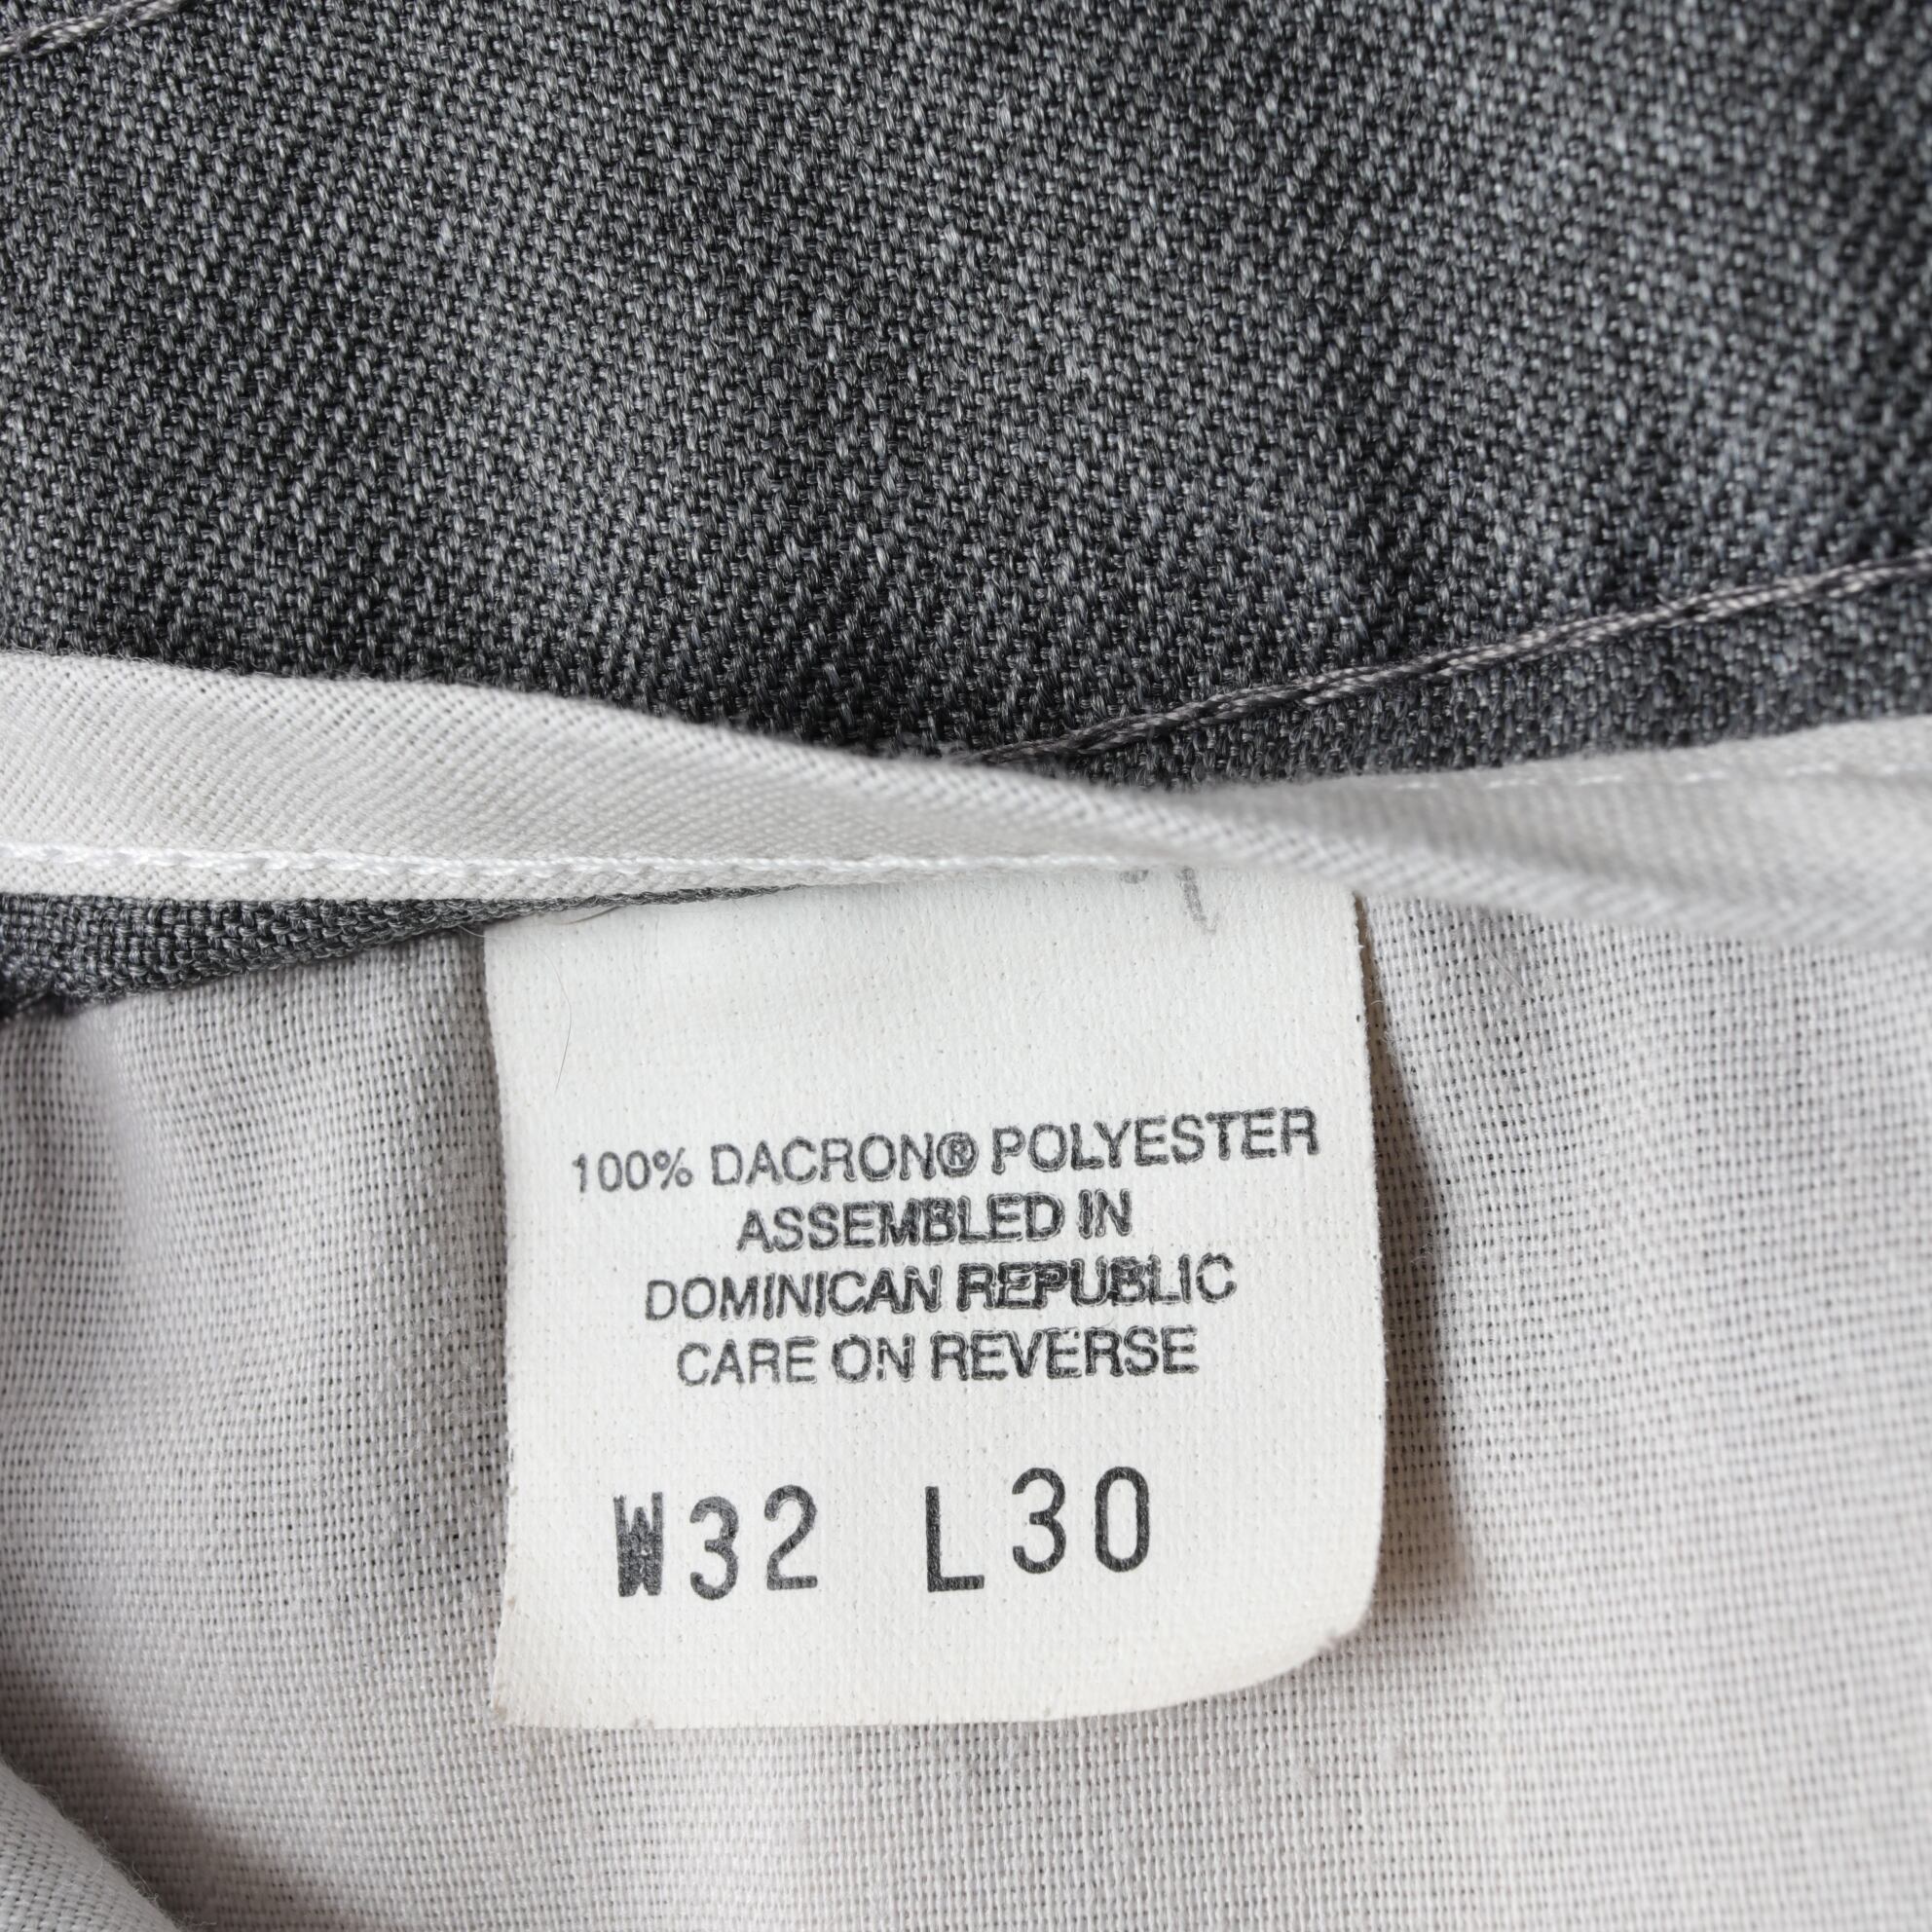 100% DACRON® POLYESTER
ASSEMBLED IN
DOMINICAN REPUBLIC
CARE ON REVERSE
W32 L30